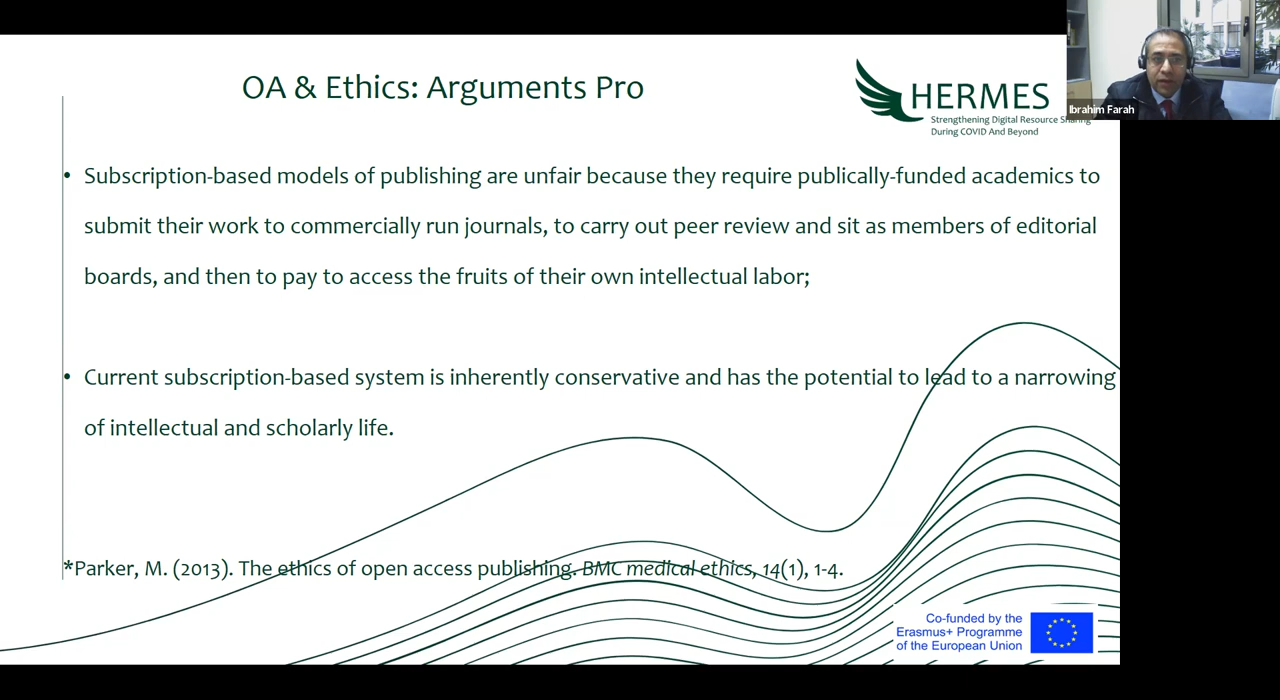 OA & Ethics: Arguments Pro
HERMES
Strengthening Digital Resource Sharing
During COVID And Beyond
Ibrahim Farah
• Subscription-based models of publishing are unfair because they require publically-funded academics to
submit their work to commercially run journals, to carry out peer review and sit as members of editorial
boards, and then to pay to access the fruits of their own intellectual labor;
• Current subscription-based system is inherently conservative and has the potential to lead to a narrowing
of intellectual and scholarly life.
*Parker, M. (2013). The ethics of open access publishing. BMC medical ethics, 14(1), 1-4.
Co-funded by the
Erasmus+ Programme
of the European Union